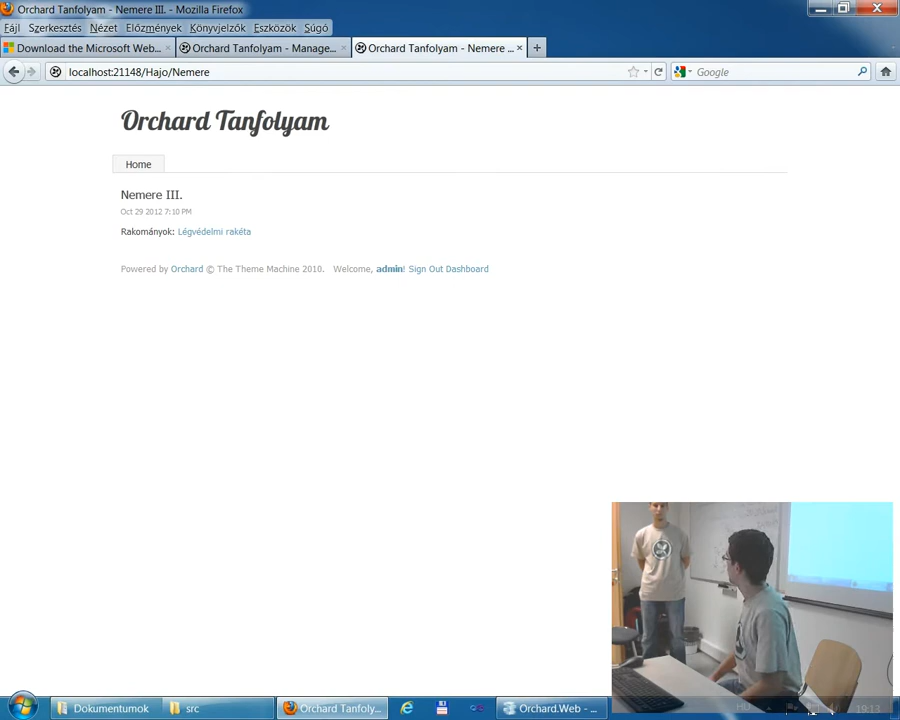 Orchard Tanfolyam - Nemere III. - Mozilla Firefox
Fájl Szerkesztés Nézet Előzmények Könyvjelzők Eszközök Súgó
Download the Microsoft Web... Orchard Tanfolyam - Manage... Orchard Tanfolyam - Nemere ...
localhost:21148/Hajo/Nemere Google
Orchard Tanfolyam
Home
Nemere III.
Oct 29 2012 7:10 PM
Rakományok: Légvédelmi rakéta
Powered by Orchard © The Theme Machine 2010. Welcome, admin! Sign Out Dashboard
Dokumentumok src Orchard Tanfoly... Orchard.Web - ... HU 19:13